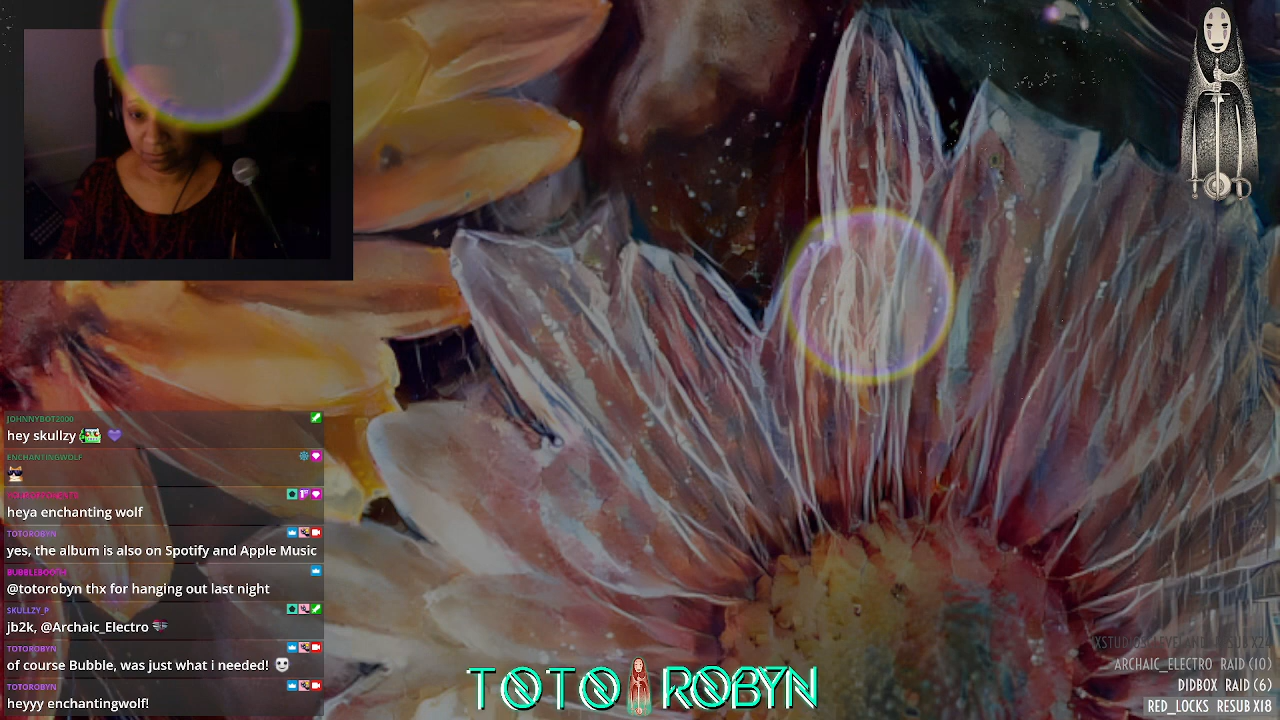 JOHNNYBOT2000
hey skullzy
ENCHANTINGWOLF
heya enchanting wolf
TOTOROBYN
yes, the album is also on Spotify and Apple Music
BUBBLEBOOTH
@totorobyn thx for hanging out last night
SKULLZY_P
jb2k, @Archaic_Electro
TOTOROBYN
of course Bubble, was just what i needed!
TOTOROBYN
heyyy enchantingwolf!
TOTO ROBYN
ARCHAIC_ELECTRO RAID (10)
DIDBOX RAID (6)
RED_LOCKS RESUB X18